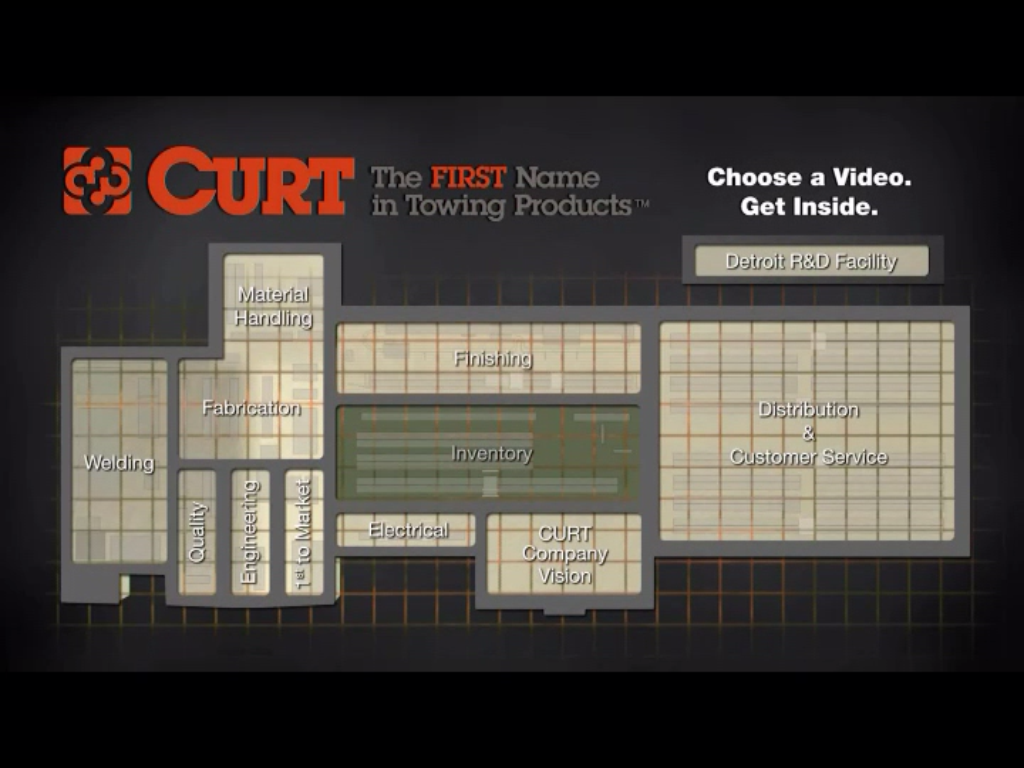 CURT
The FIRST Name
in Towing Products™
Choose a Video.
Get Inside.
Detroit R&D Facility
Material
Handling
Finishing
Fabrication
Distribution
&
Customer Service
Inventory
Welding
Quality
Engineering
1st to Market
Electrical
CURT
Company
Vision